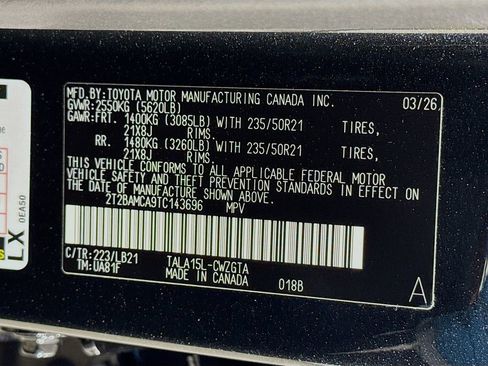 MFD.BY:TOYOTA MOTOR MANUFACTURING CANADA INC. 03/26
GVWR:2550KG (5620LB)
GAWR:FRT. 1400KG (3085LB) WITH 235/50R21 TIRES,
21X8J RIMS.
RR. 1480KG (3260LB) WITH 235/50R21 TIRES,
21X8J RIMS.
THIS VEHICLE CONFORMS TO ALL APPLICABLE FEDERAL MOTOR
VEHICLE SAFETY AND THEFT PREVENTION STANDARDS IN EFFECT ON
THE DATE OF MANUFACTURE SHOWN ABOVE.
2T2BAMCA9TC143696 MPV
C/TR:223/LB21 TALA15L-CWZGTA
TM:UA81F MADE IN CANADA 018B
A
LX
0EA50